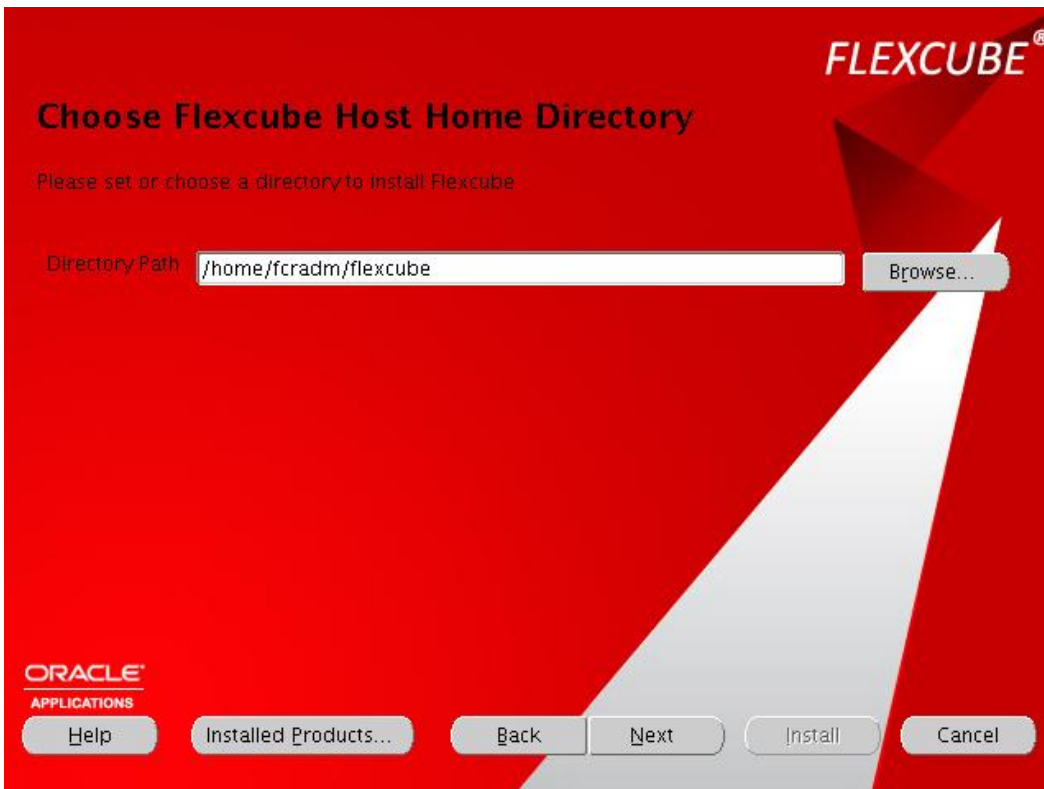 FLEXCUBE®
Choose Flexcube Host Home Directory
Please set or choose a directory to install Flexcube
Directory Path /home/fcradm/flexcube Browse...
ORACLE®
APPLICATIONS
Help Installed Products... Back Next Install Cancel